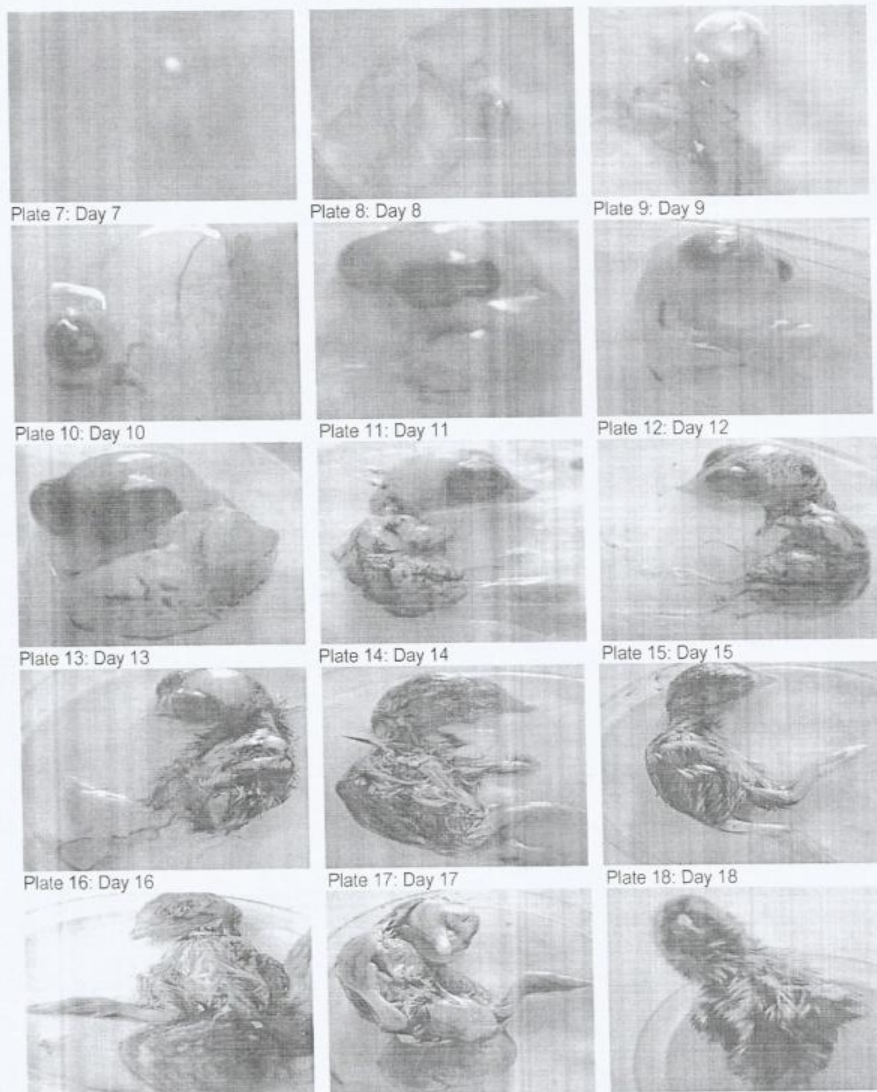 Plate 7: Day 7
Plate 8: Day 8
Plate 9: Day 9
Plate 10: Day 10
Plate 11: Day 11
Plate 12: Day 12
Plate 13: Day 13
Plate 14: Day 14
Plate 15: Day 15
Plate 16: Day 16
Plate 17: Day 17
Plate 18: Day 18